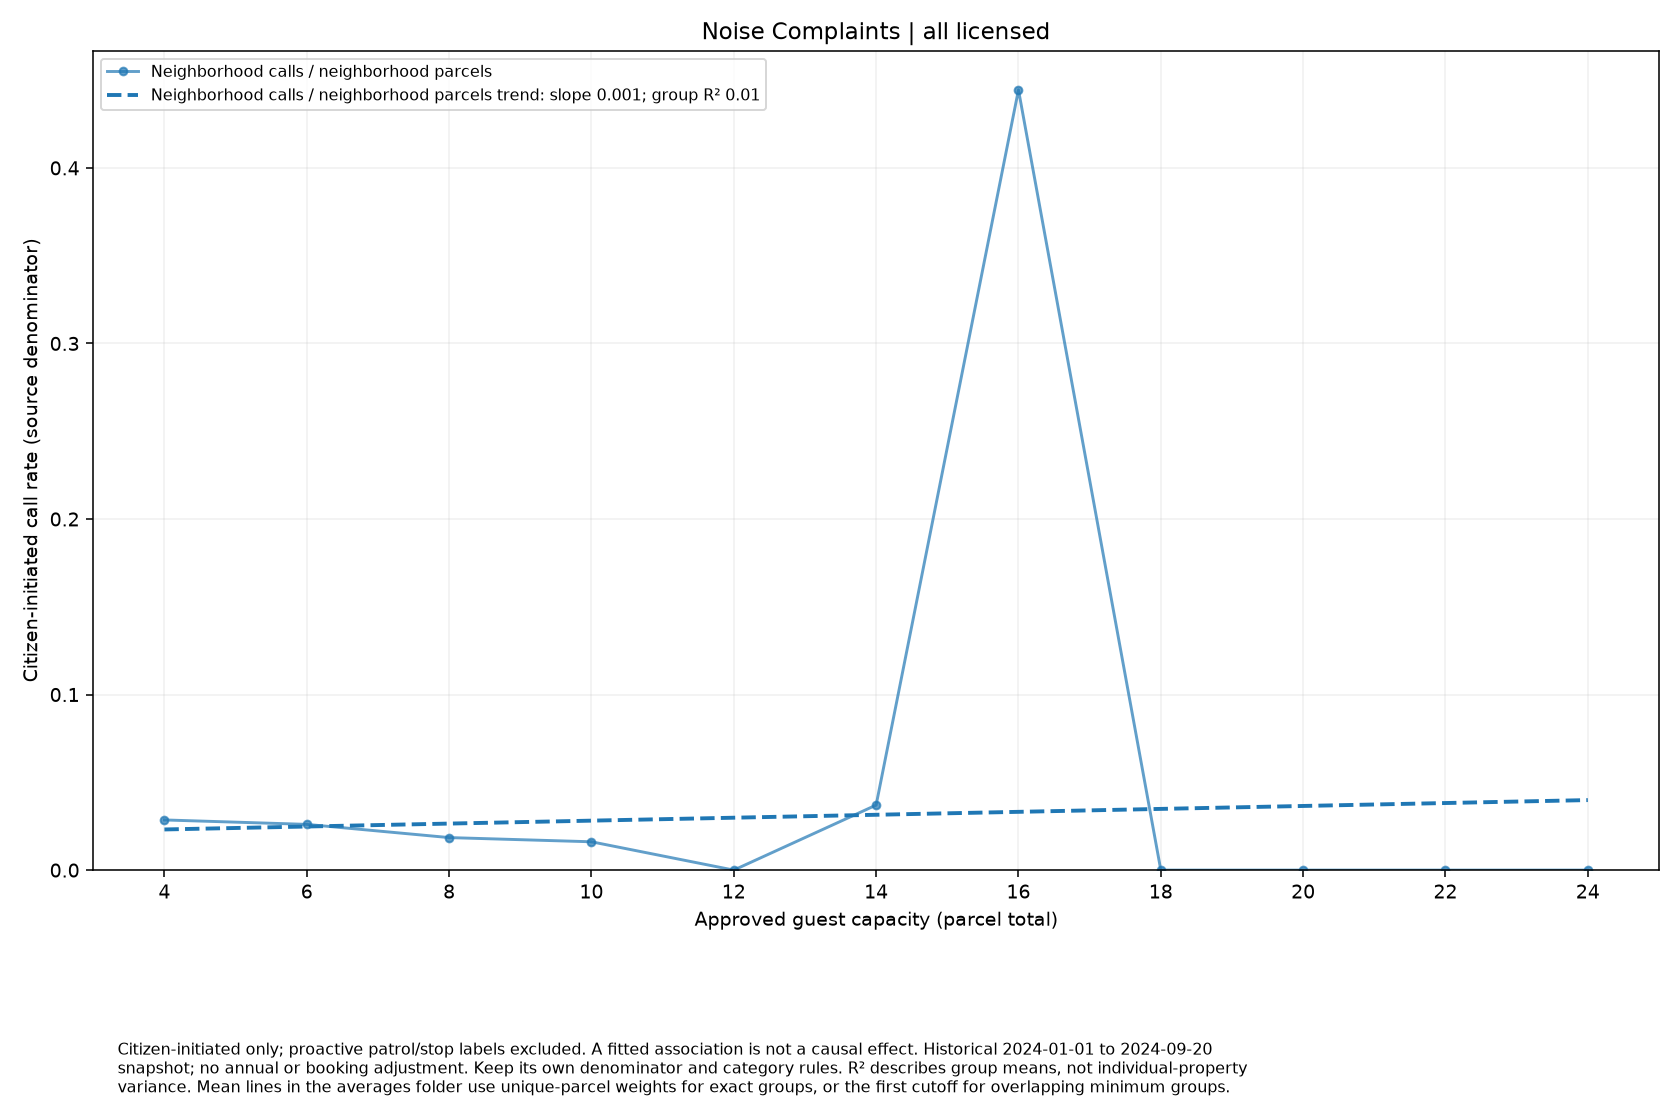 Noise Complaints | all licensed
Neighborhood calls / neighborhood parcels
Neighborhood calls / neighborhood parcels trend: slope 0.001; group R² 0.01
Citizen-initiated call rate (source denominator)
0.4
0.3
0.2
0.1
0.0
4 6 8 10 12 14 16 18 20 22 24
Approved guest capacity (parcel total)
Citizen-initiated only; proactive patrol/stop labels excluded. A fitted association is not a causal effect. Historical 2024-01-01 to 2024-09-20
snapshot; no annual or booking adjustment. Keep its own denominator and category rules. R² describes group means, not individual-property
variance. Mean lines in the averages folder use unique-parcel weights for exact groups, or the first cutoff for overlapping minimum groups.